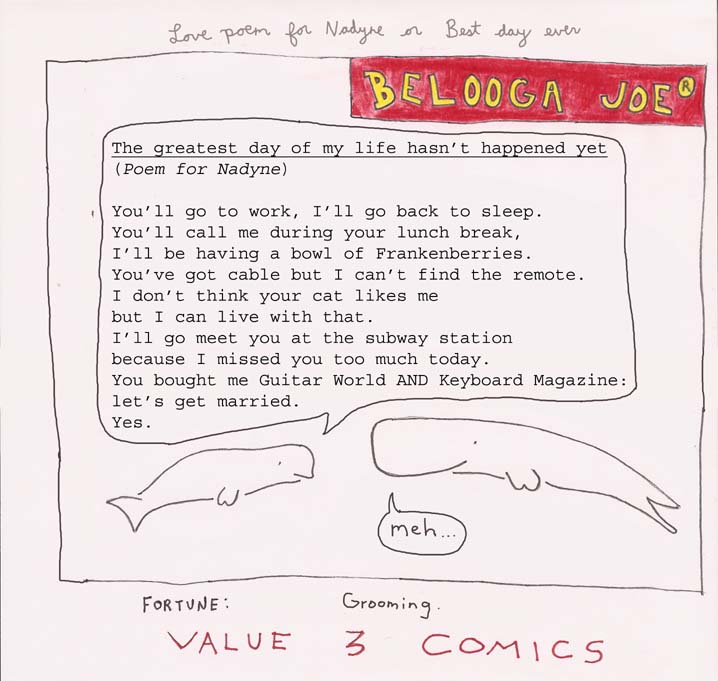 Love poem for Nadyne or Best day ever
BELOOGA JOE®
The greatest day of my life hasn't happened yet
(Poem for Nadyne)
You'll go to work, I'll go back to sleep.
You'll call me during your lunch break,
I'll be having a bowl of Frankenberries.
You've got cable but I can't find the remote.
I don't think your cat likes me
but I can live with that.
I'll go meet you at the subway station
because I missed you too much today.
You bought me Guitar World AND Keyboard Magazine:
let's get married.
Yes.
meh...
FORTUNE: Grooming.
VALUE 3 COMICS